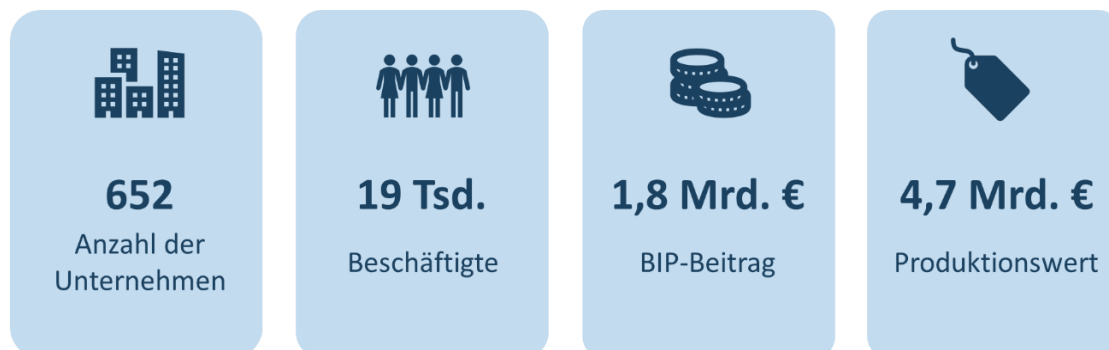 652
Anzahl der
Unternehmen
19 Tsd.
Beschäftigte
1,8 Mrd. €
BIP-Beitrag
4,7 Mrd. €
Produktionswert